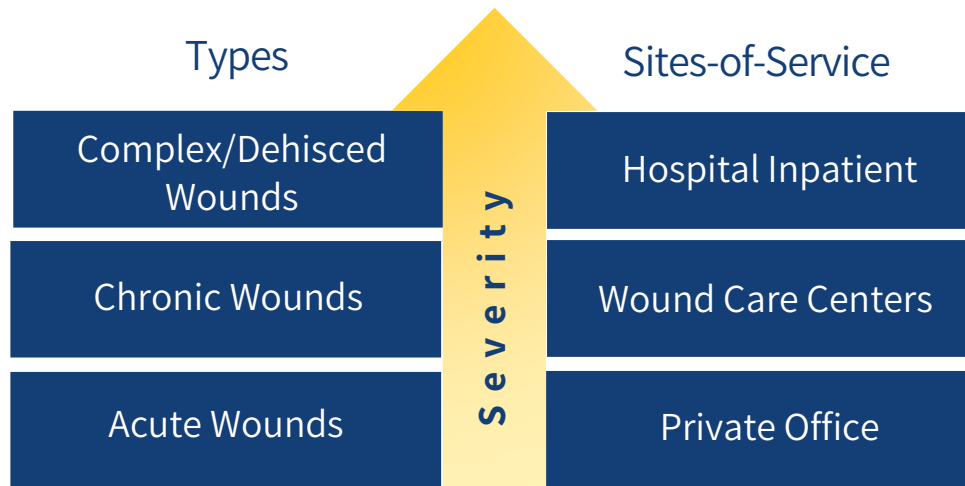 Types
Sites-of-Service
Complex/Dehisced
Wounds
Hospital Inpatient
Severity
Chronic Wounds
Wound Care Centers
Acute Wounds
Private Office